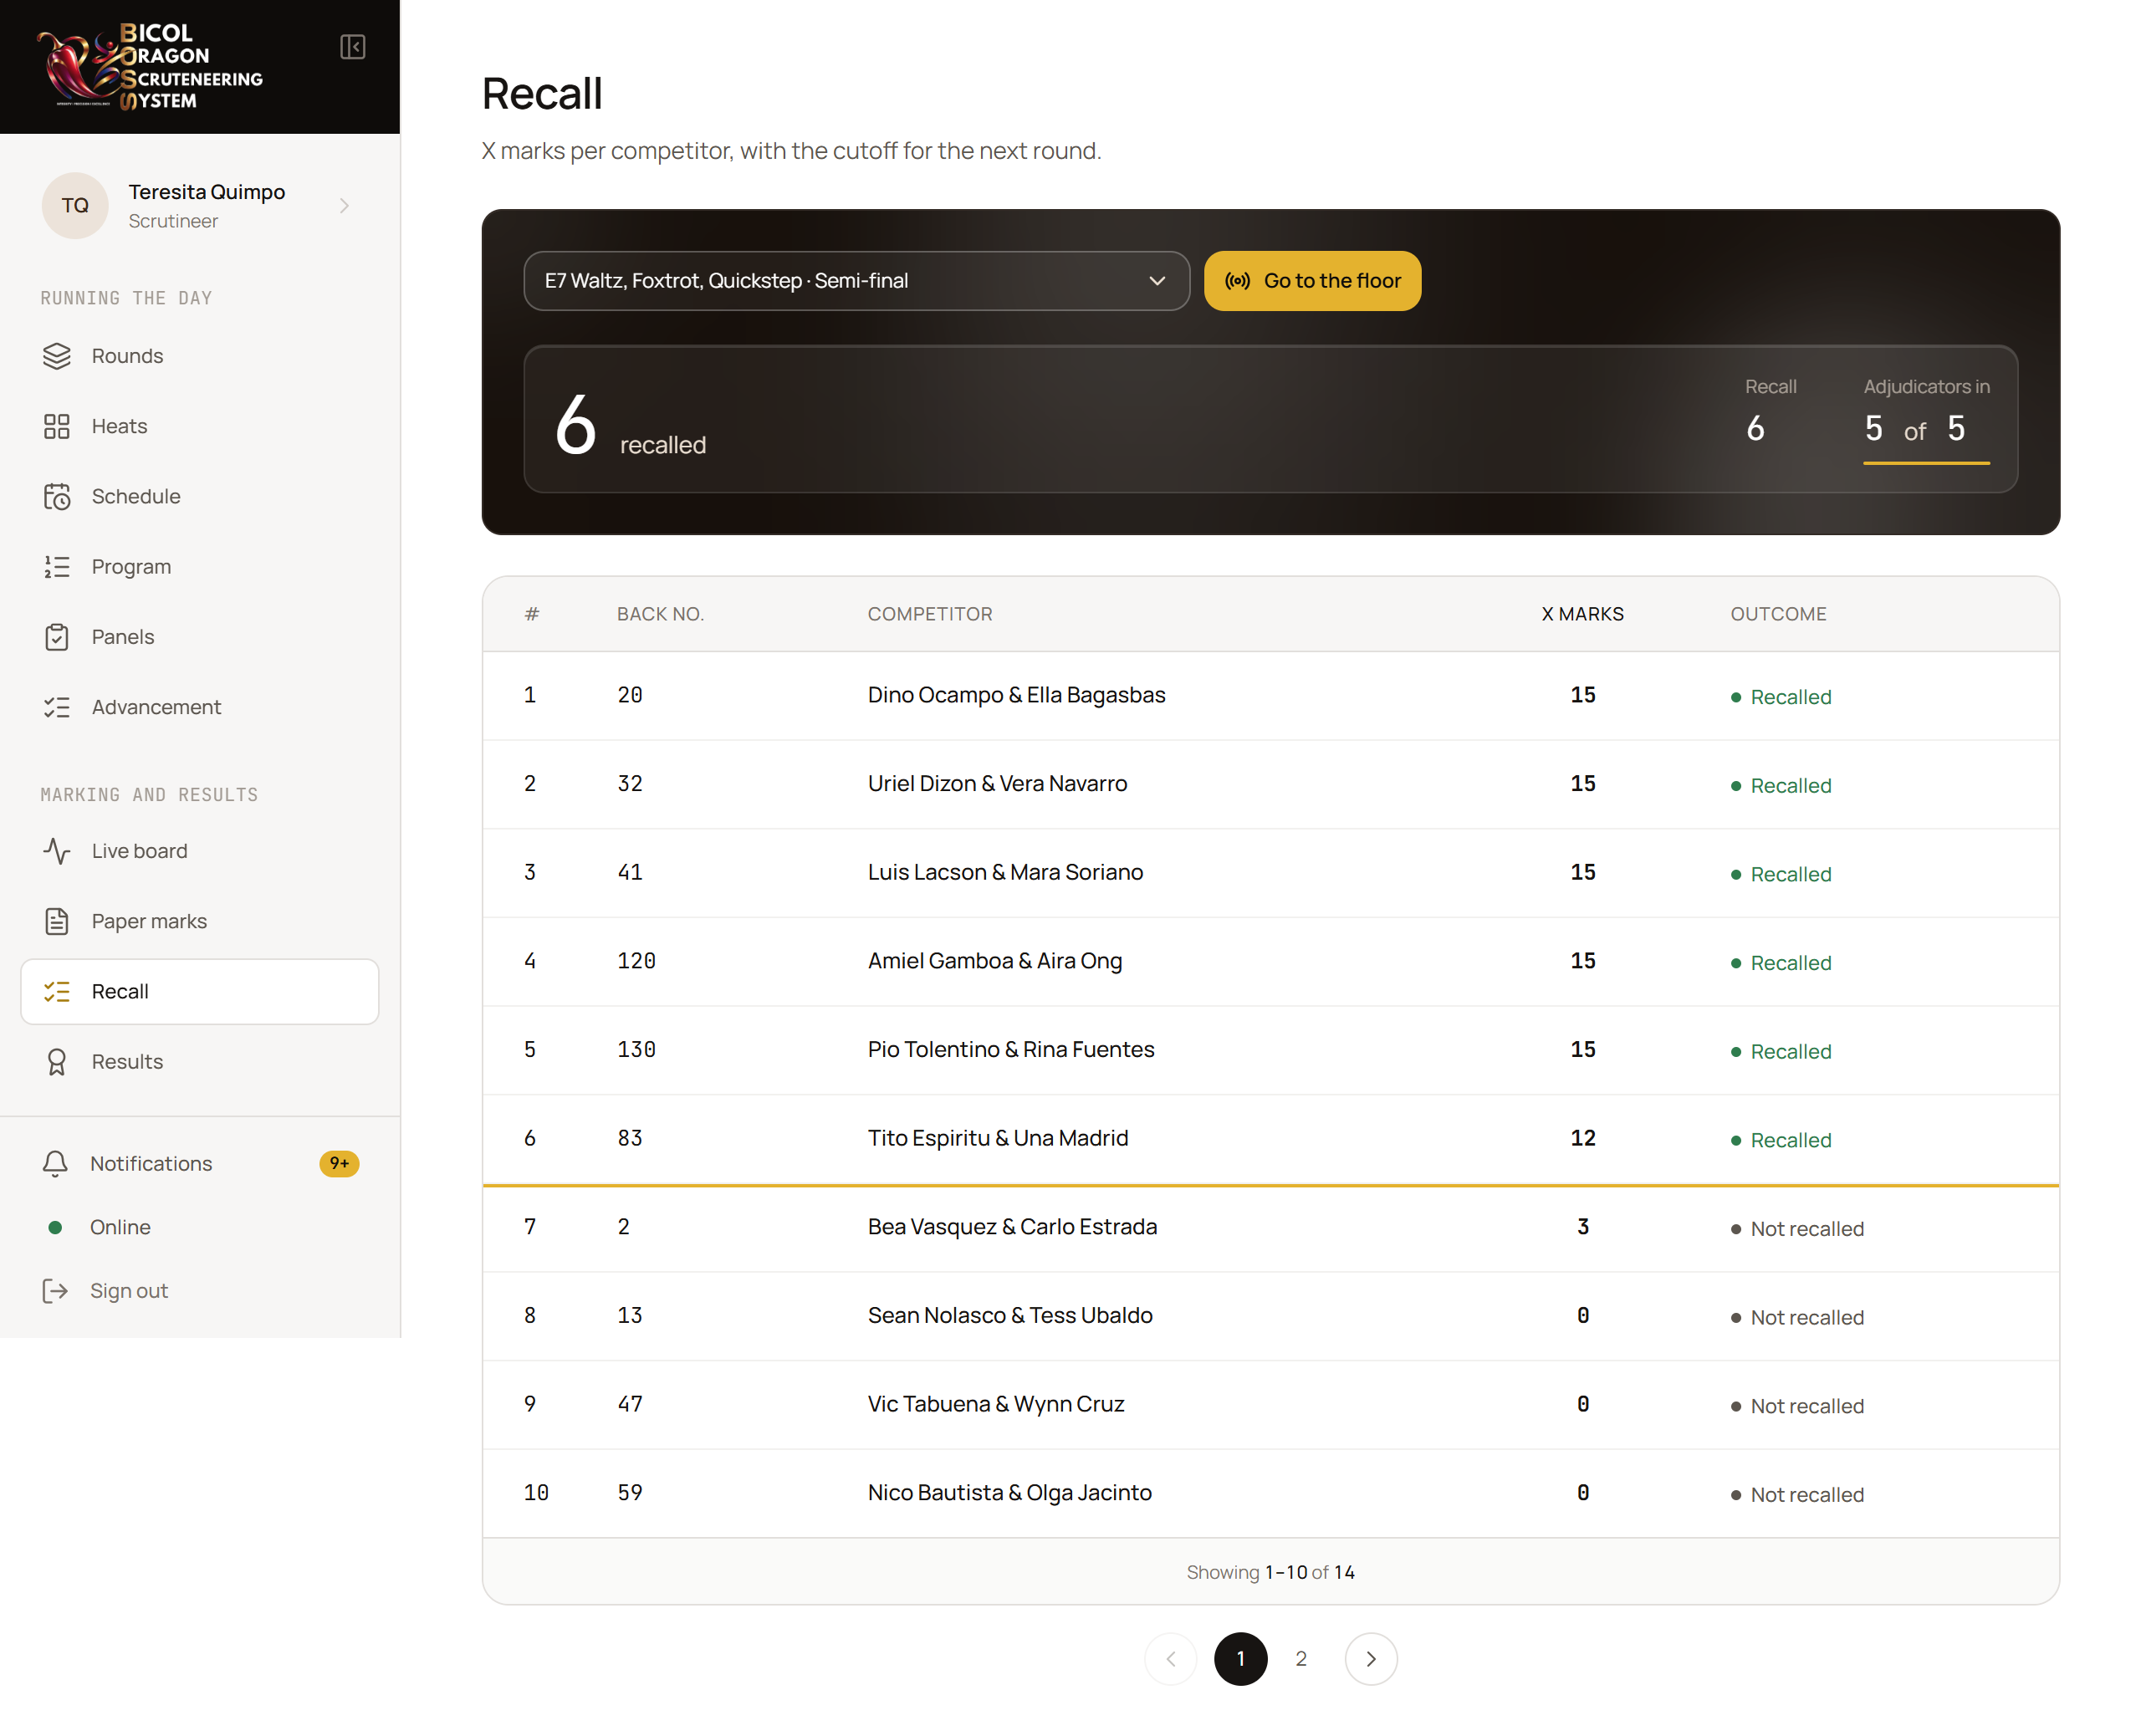 BICOL
DRAGON
SCRUTENEERING
SYSTEM
TQ
Teresita Quimpo
Scrutineer
RUNNING THE DAY
Rounds
Heats
Schedule
Program
Panels
Advancement
MARKING AND RESULTS
Live board
Paper marks
Recall
Results
Notifications 9+
Online
Sign out
Recall
X marks per competitor, with the cutoff for the next round.
E7 Waltz, Foxtrot, Quickstep · Semi-final
Go to the floor
6 recalled
Recall
6
Adjudicators in
5 of 5
# BACK NO. COMPETITOR X MARKS OUTCOME
1 20 Dino Ocampo & Ella Bagasbas 15 Recalled
2 32 Uriel Dizon & Vera Navarro 15 Recalled
3 41 Luis Lacson & Mara Soriano 15 Recalled
4 120 Amiel Gamboa & Aira Ong 15 Recalled
5 130 Pio Tolentino & Rina Fuentes 15 Recalled
6 83 Tito Espiritu & Una Madrid 12 Recalled
7 2 Bea Vasquez & Carlo Estrada 3 Not recalled
8 13 Sean Nolasco & Tess Ubaldo 0 Not recalled
9 47 Vic Tabuena & Wynn Cruz 0 Not recalled
10 59 Nico Bautista & Olga Jacinto 0 Not recalled
Showing 1–10 of 14
1 2